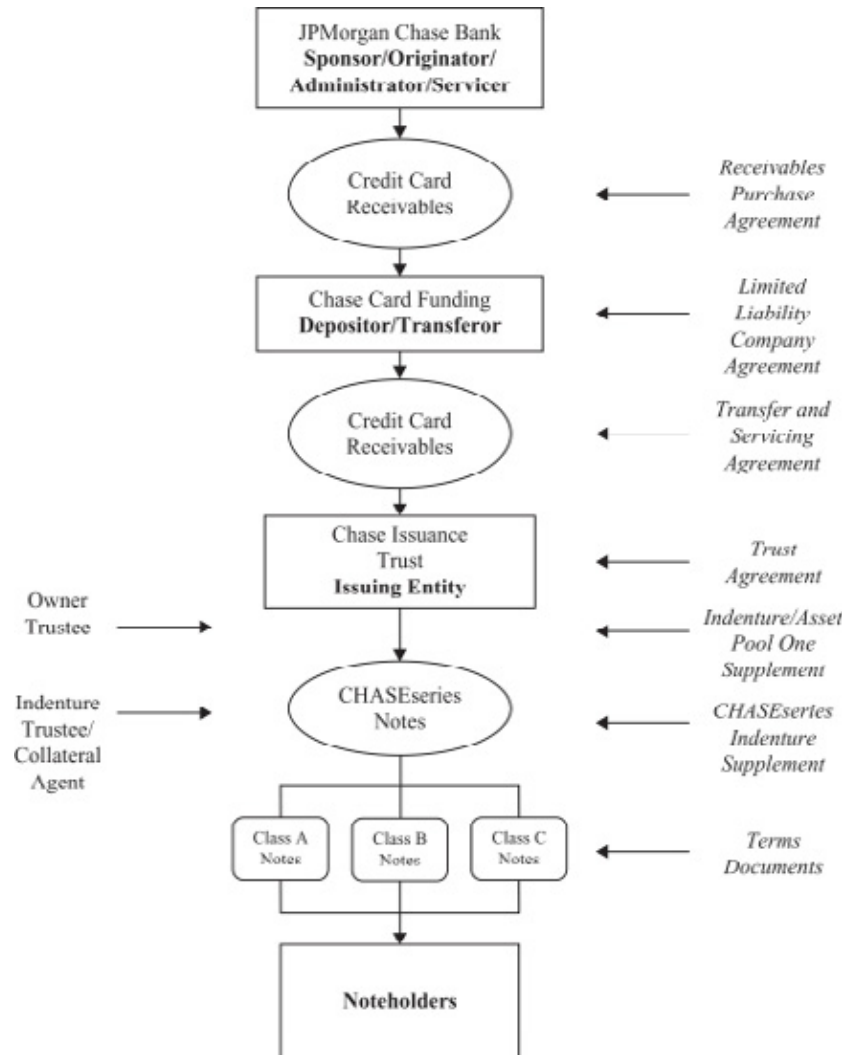 JPMorgan Chase Bank
Sponsor/Originator/
Administrator/Servicer
Credit Card
Receivables
Receivables
Purchase
Agreement
Chase Card Funding
Depositor/Transferor
Limited
Liability
Company
Agreement
Credit Card
Receivables
Transfer and
Servicing
Agreement
Chase Issuance
Trust
Issuing Entity
Trust
Agreement
Owner
Trustee
Indenture/Asset
Pool One
Supplement
Indenture
Trustee/
Collateral
Agent
CHASEseries
Notes
CHASEseries
Indenture
Supplement
Class A
Notes
Class B
Notes
Class C
Notes
Terms
Documents
Noteholders